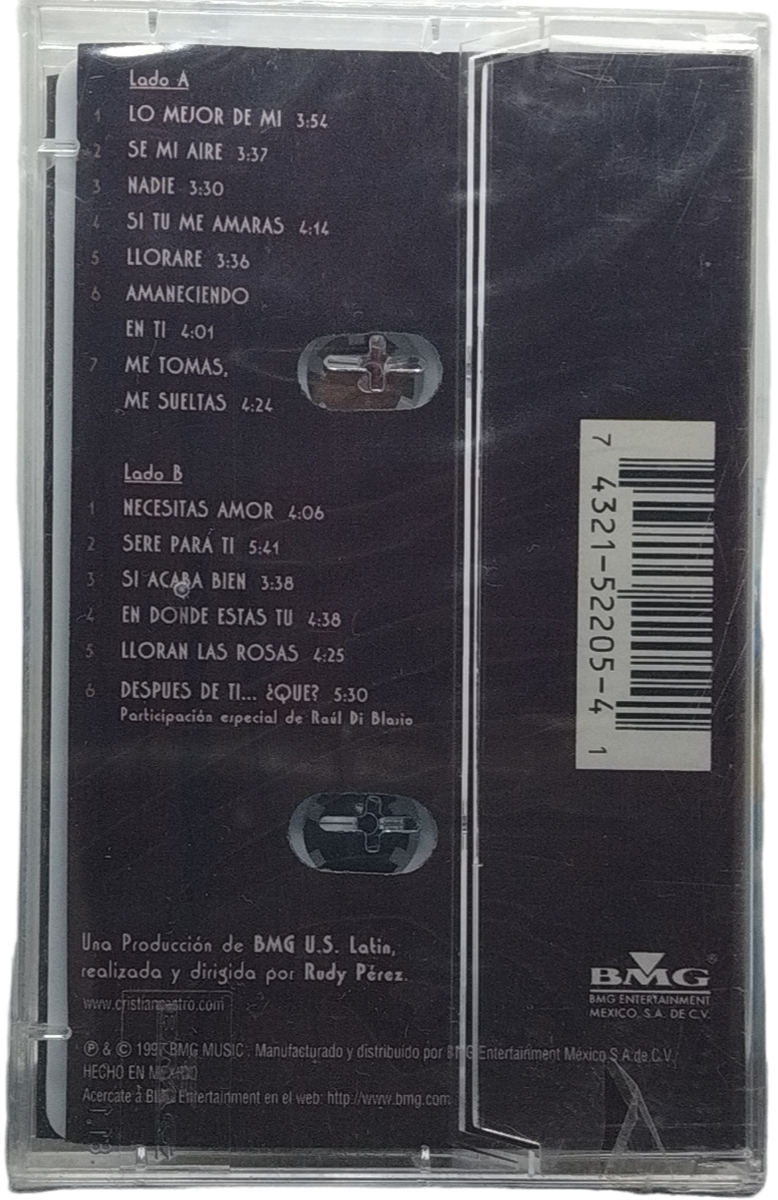 Lado A
1 LO MEJOR DE MI 3:54
2 SE MI AIRE 3:37
3 NADIE 3:30
4 SI TU ME AMARAS 4:14
5 LLORARE 3:36
6 AMANECIENDO
EN TI 4:01
7 ME TOMAS,
ME SUELTAS 4:24
Lado B
1 NECESITAS AMOR 4:06
2 SERE PARA TI 5:41
3 SI ACABA BIEN 3:38
4 EN DONDE ESTAS TU 4:38
5 LLORAN LAS ROSAS 4:25
6 DESPUES DE TI... ¿QUE? 5:30
Participación especial de Raúl Di Blasio
7 4321-52205-4 1
Una Producción de BMG U.S. Latin,
realizada y dirigida por Rudy Pérez.
www.cristiancastro.com
BMG®
BMG ENTERTAINMENT
MEXICO, S.A. DE C.V.
℗ & © 1997 BMG MUSIC. Manufacturado y distribuido por BMG Entertainment México S.A. de C.V.
HECHO EN MEXICO
Acercate a BMG Entertainment en el web: http://www.bmg.com